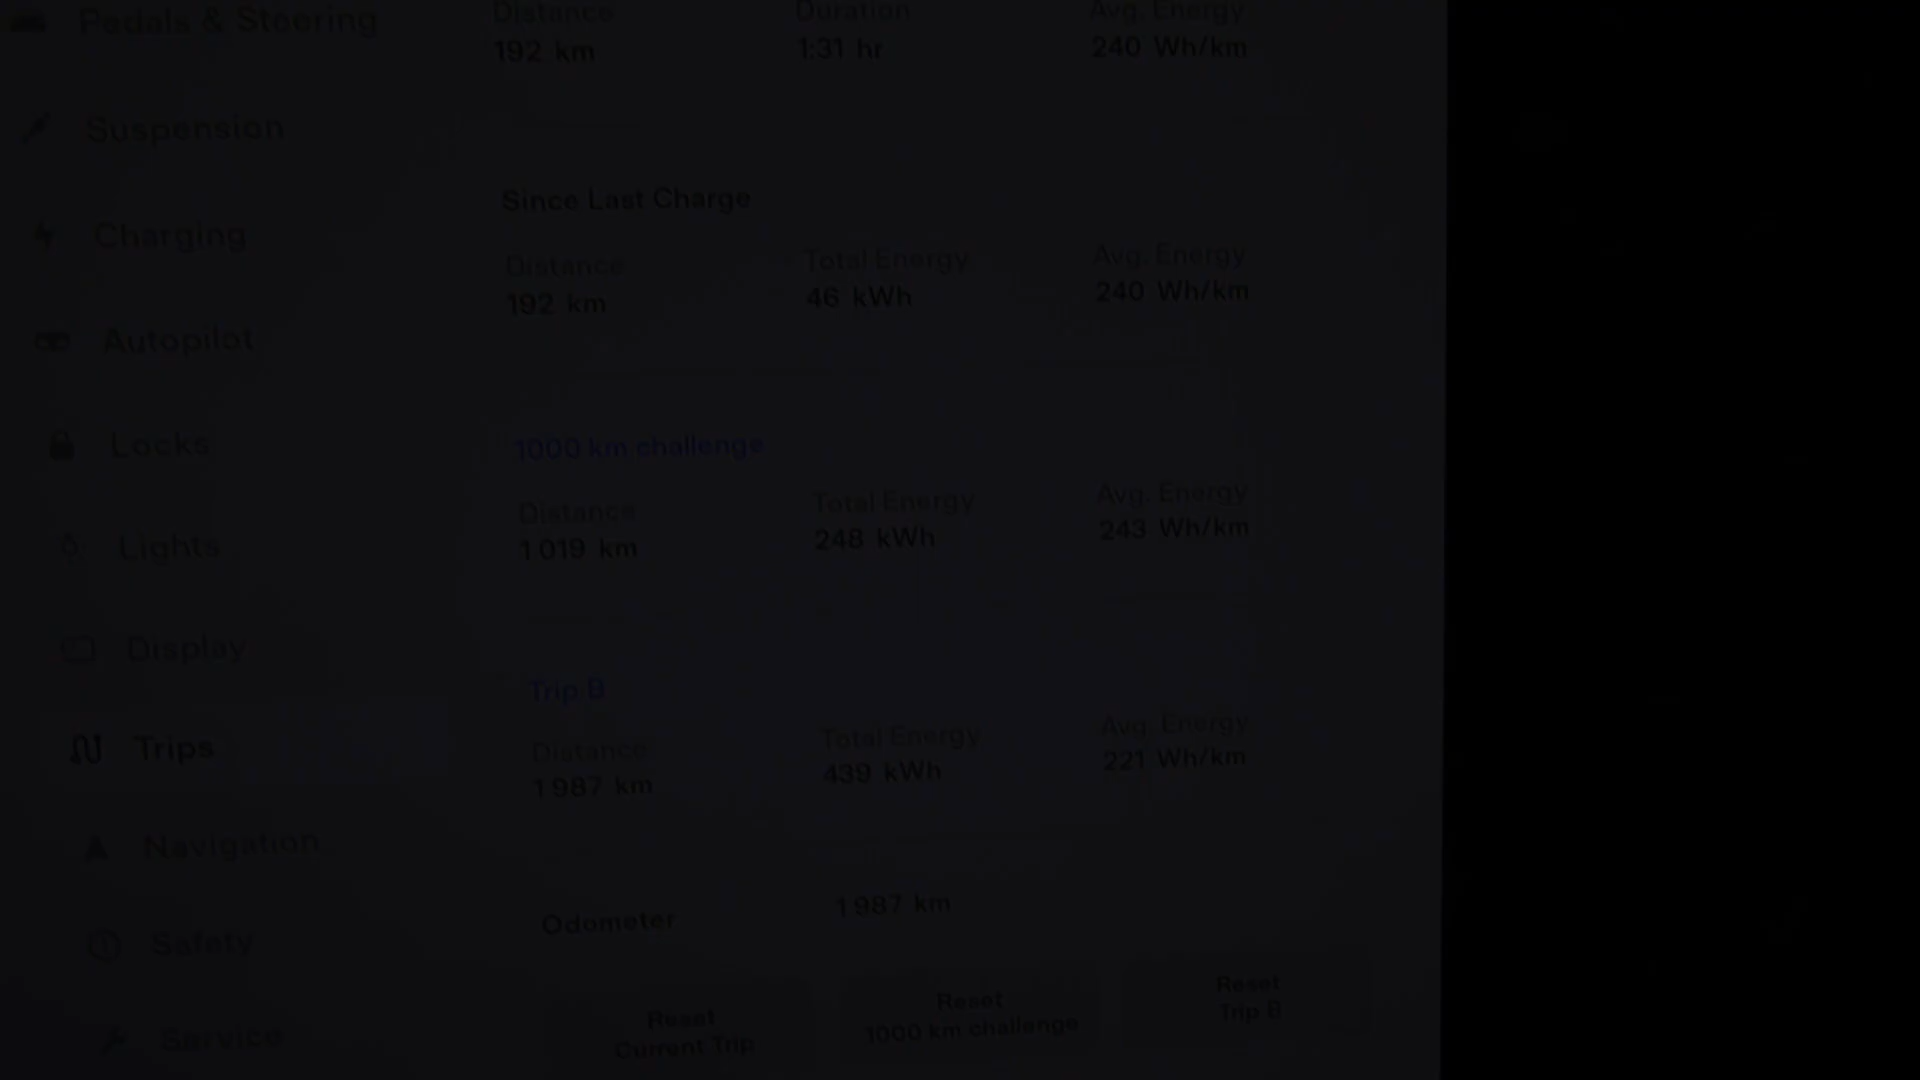 Pedals & Steering
Suspension
Charging
Autopilot
Locks
Lights
Display
Trips
Navigation
Safety
Service
Distance Duration Avg. Energy
192 km 1:31 hr 240 Wh/km
Since Last Charge
Distance Total Energy Avg. Energy
192 km 46 kWh 240 Wh/km
1000 km challenge
Distance Total Energy Avg. Energy
1 019 km 248 kWh 243 Wh/km
Trip B
Distance Total Energy Avg. Energy
1 987 km 439 kWh 221 Wh/km
Odometer 1 987 km
Reset
Current Trip
Reset
1000 km challenge
Reset
Trip B